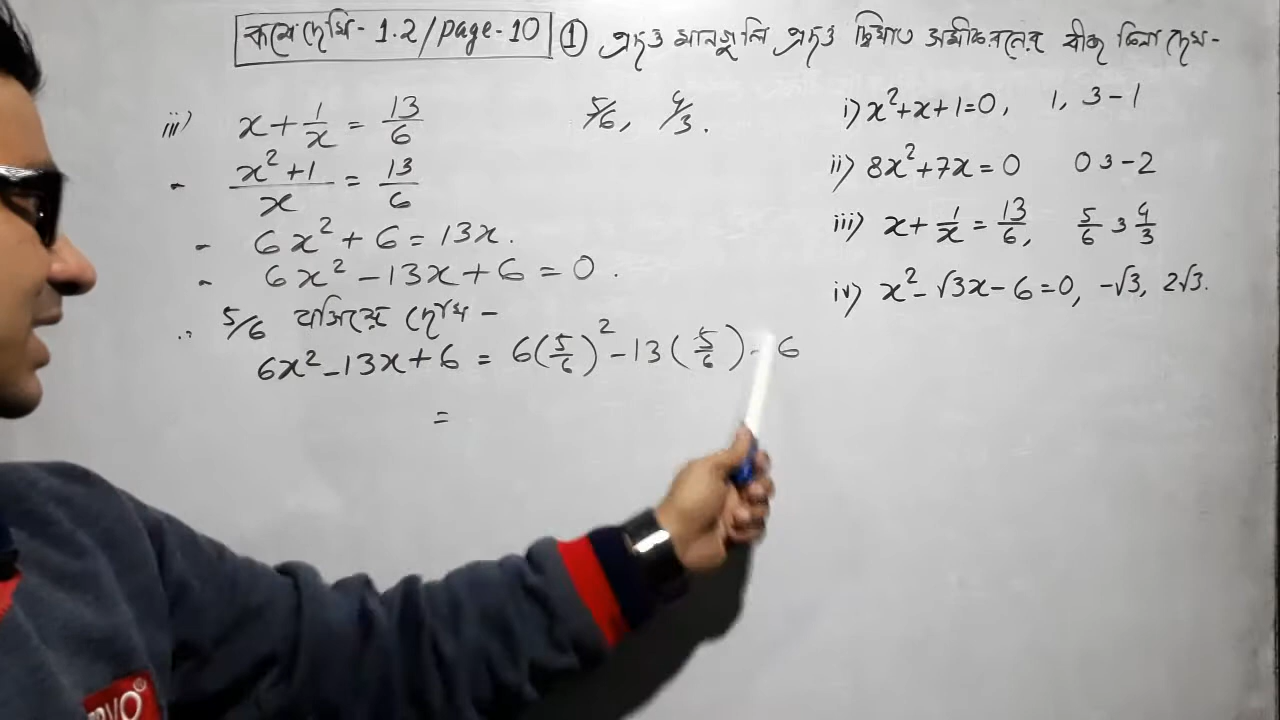 কষে দেখি - 1.2/page-10 ① প্রদত্ত মানগুলি প্রদত্ত দ্বিঘাত সমীকরনের বীজ কিনা দেখ-
iii) x + 1/x = 13/6 5/6, 4/3.
- (x² + 1)/x = 13/6
- 6x² + 6 = 13x.
- 6x² - 13x + 6 = 0.
∴ 5/6 বসিয়ে দেখি -
6x² - 13x + 6 = 6(5/6)² - 13(5/6) - 6
=
i) x² + x + 1 = 0, 1, ও -1
ii) 8x² + 7x = 0 0 ও -2
iii) x + 1/x = 13/6, 5/6 ও 4/3
iv) x² - √3x - 6 = 0, -√3, 2√3.